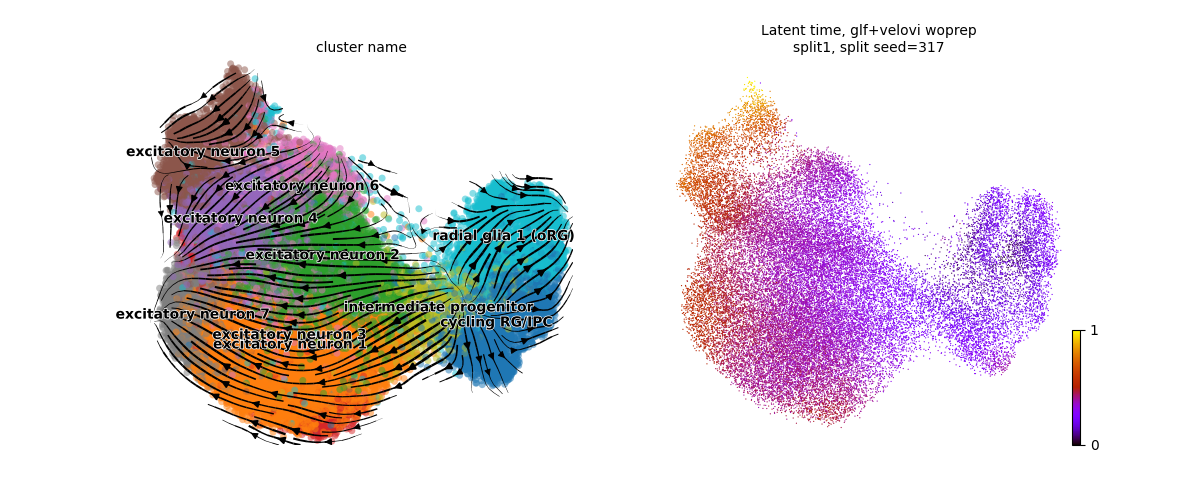 cluster name
excitatory neuron 5
excitatory neuron 6
excitatory neuron 4
radial glia 1 (oRG)
excitatory neuron 2
intermediate progenitor
excitatory neuron 7
cycling RG/IPC
excitatory neuron 3
excitatory neuron 1
Latent time, glf+velovi woprep
split1, split seed=317
1
0